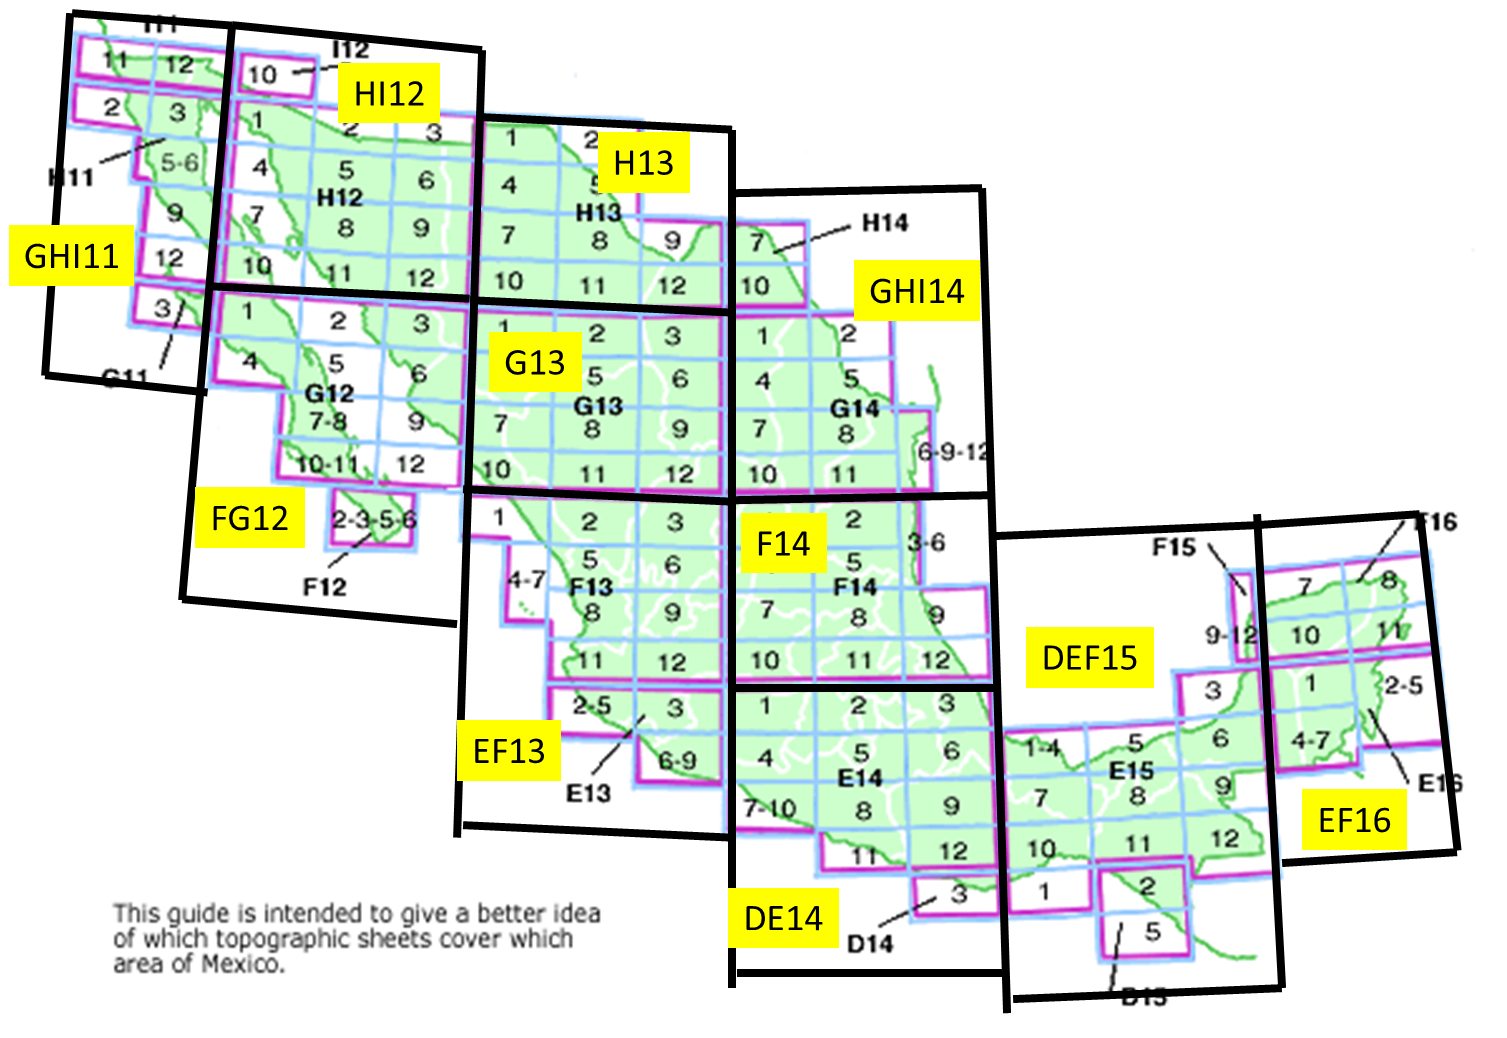 I11
I12
11 12 10
HI12
2 3 1 2 3 1 2
H13
H11 5-6 4 5 6 4 5
H12 H13 H14
9 7 8 9 7 8 9 7
GHI11
12 10 11 12 10 11 12 10
GHI14
3 1 2 3 1 2 3 1 2
G13
G11 4 5 6 5 6 4 5
G12 G13 G14
7-8 9 7 8 9 7 8 6-9-12
10-11 12 10 11 12 10 11
FG12 2-3-5-6 1 2 3 F14 2 3-6
F12 4-7 5 6 5
F13 F14
8 9 7 8 9
11 12 10 11 12
F15 F16
7 8
9-12 10 11
DEF15
2-5 3 1 2 3 3 1 2-5
EF13
6-9 4 5 6 1-4 5 6 4-7
E13 E14 E15 E16
7-10 8 9 7 8 9
EF16
11 12 10 11 12
DE14 3 1 2
D14 5
D15
This guide is intended to give a better idea
of which topographic sheets cover which
area of Mexico.